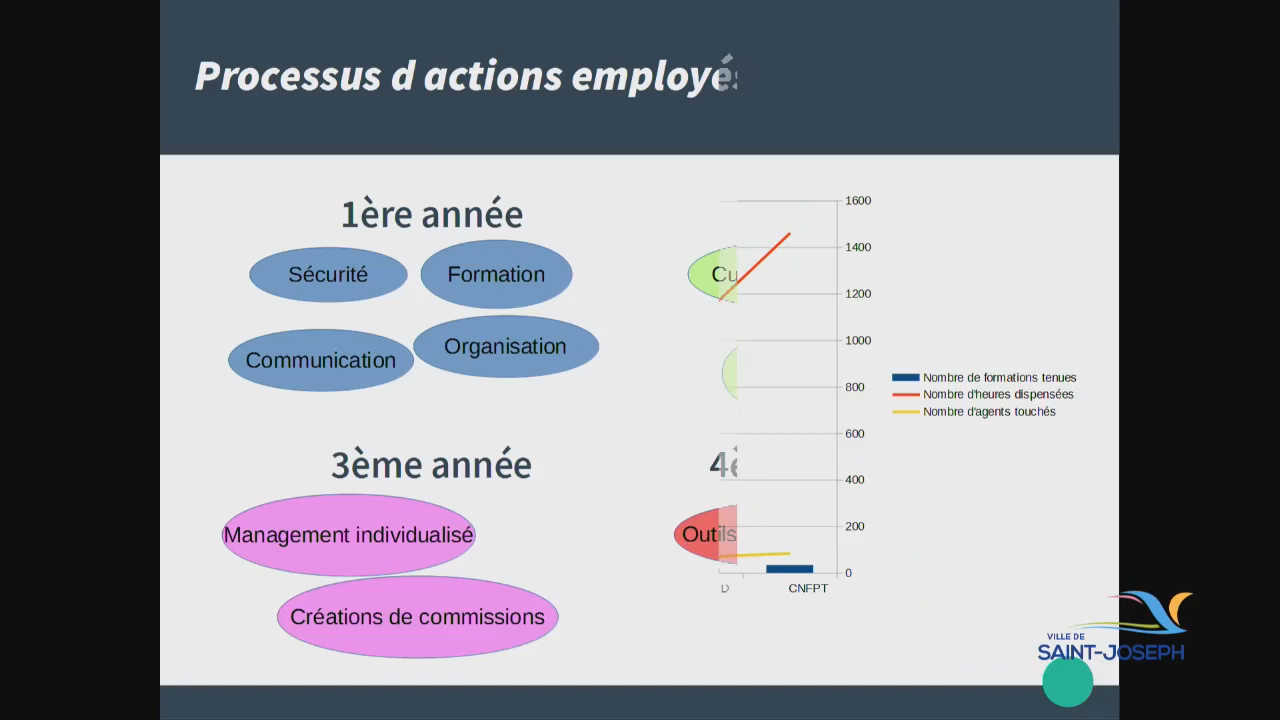 Processus d actions employé
1ère année
Sécurité
Formation
Communication
Organisation
3ème année
Management individualisé
Créations de commissions
Outils
1600
1400
1200
1000
800
600
400
200
0
CNFPT
Nombre de formations tenues
Nombre d'heures dispensées
Nombre d'agents touchés
VILLE DE
SAINT-JOSEPH